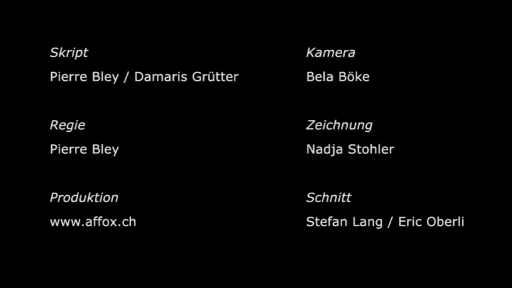 Skript
Pierre Bley / Damaris Grütter
Regie
Pierre Bley
Produktion
www.affox.ch
Kamera
Bela Böke
Zeichnung
Nadja Stohler
Schnitt
Stefan Lang / Eric Oberli